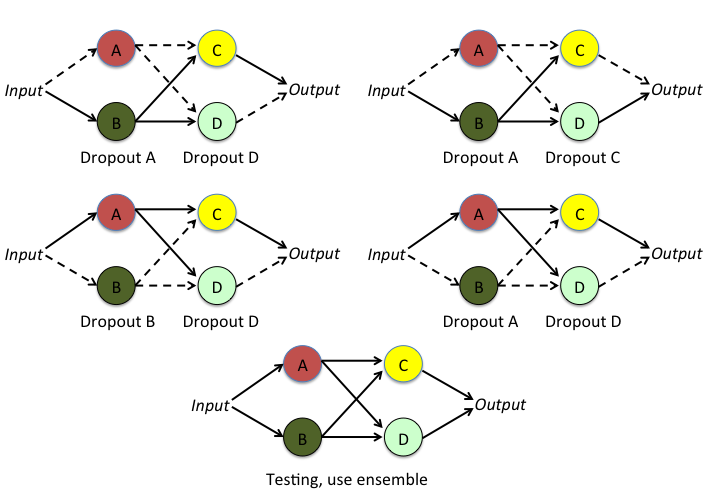 A C A C
Input Output Input Output
B D B D
Dropout A Dropout D Dropout A Dropout C
A C A C
Input Output Input Output
B D B D
Dropout B Dropout D Dropout A Dropout D
A C
Input Output
B D
Testing, use ensemble